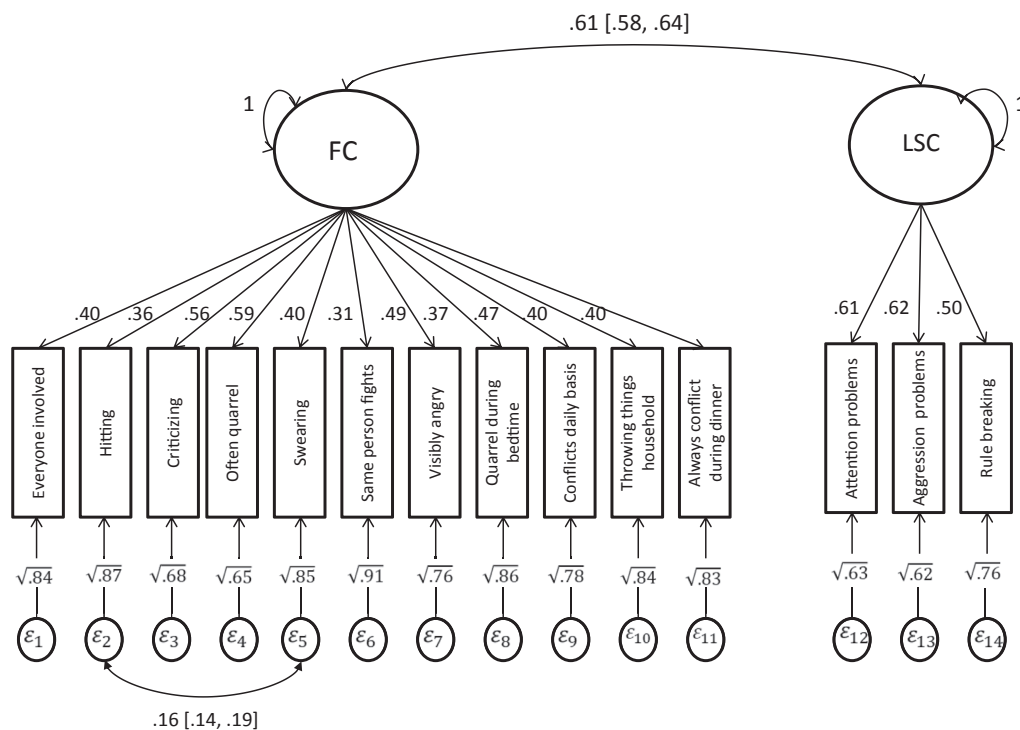 .61 [.58, .64]
1
FC
LSC
1
.40 .36 .56 .59 .40 .31 .49 .37 .47 .40 .40
.61 .62 .50
Everyone involved
Hitting
Criticizing
Often quarrel
Swearing
Same person fights
Visibly angry
Quarrel during
bedtime
Conflicts daily basis
Throwing things
household
Always conflict
during dinner
Attention problems
Aggression problems
Rule breaking
√.84 √.87 √.68 √.65 √.85 √.91 √.76 √.86 √.78 √.84 √.83 √.63 √.62 √.76
ε1 ε2 ε3 ε4 ε5 ε6 ε7 ε8 ε9 ε10 ε11 ε12 ε13 ε14
.16 [.14, .19]